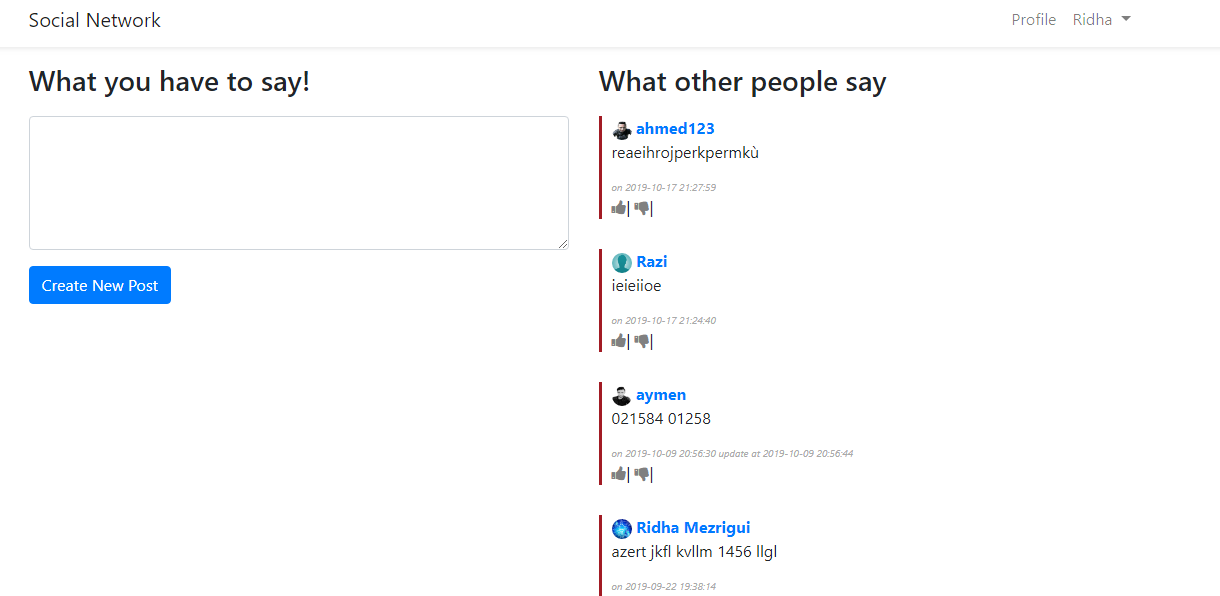 Social Network
Profile Ridha
What you have to say!
Create New Post
What other people say
ahmed123
reaeihrojperkpermkù
on 2019-10-17 21:27:59
| |
Razi
ieieiioe
on 2019-10-17 21:24:40
| |
aymen
021584 01258
on 2019-10-09 20:56:30 update at 2019-10-09 20:56:44
| |
Ridha Mezrigui
azert jkfl kvllm 1456 llgl
on 2019-09-22 19:38:14